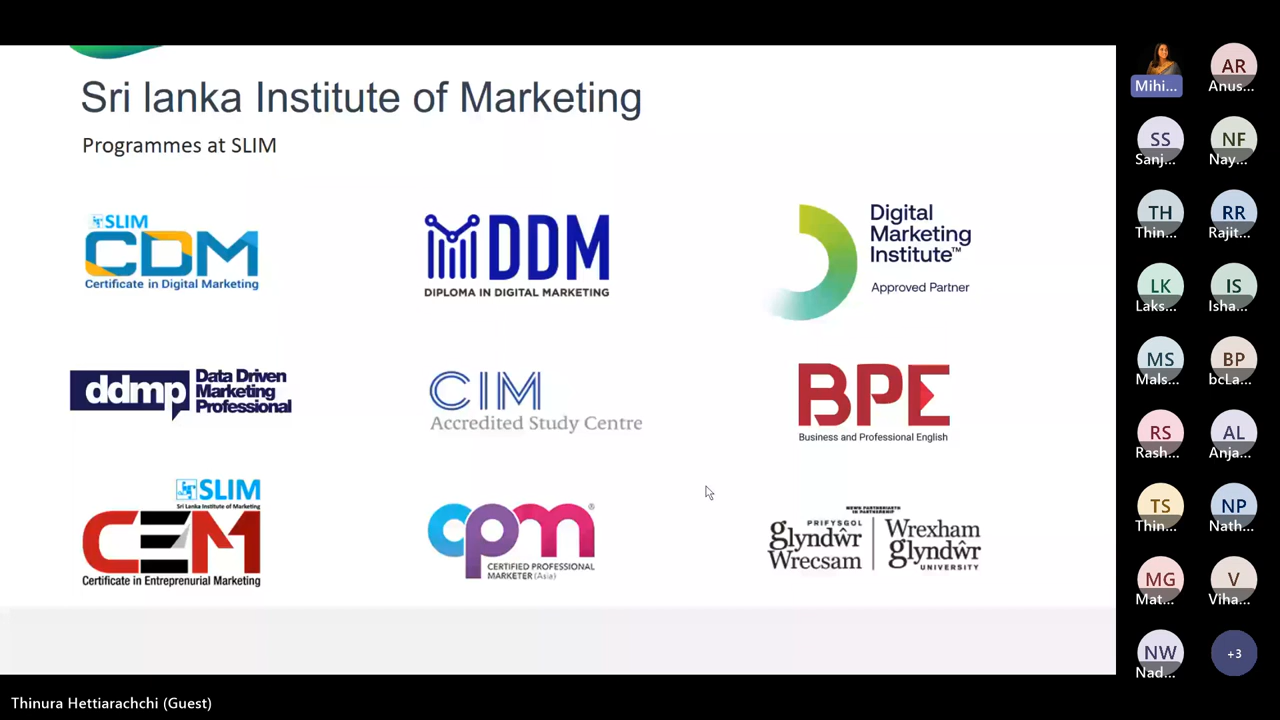 Sri lanka Institute of Marketing
Programmes at SLIM
SLIM
CDM
Certificate in Digital Marketing
DDM
DIPLOMA IN DIGITAL MARKETING
Digital
Marketing
Institute™
Approved Partner
ddmp
Data Driven
Marketing
Professional
CIM
Accredited Study Centre
BPE
Business and Professional English
SLIM
Sri Lanka Institute of Marketing
CEM
Certificate in Entreprenurial Marketing
cpm®
CERTIFIED PROFESSIONAL
MARKETER (Asia)
MEWN PARTNERIAETH
IN PARTNERSHIP
PRIFYSGOL
glyndŵr
Wrecsam
Wrexham
glyndŵr
UNIVERSITY
Mihi...
AR
Anus...
SS
Sanj...
NF
Nay...
TH
Thin...
RR
Rajit...
LK
Laks...
IS
Isha...
MS
Mals...
BP
bcLa...
RS
Rash...
AL
Anja...
TS
Thin...
NP
Nath...
MG
Mat...
V
Viha...
NW
Nad...
+3
Thinura Hettiarachchi (Guest)